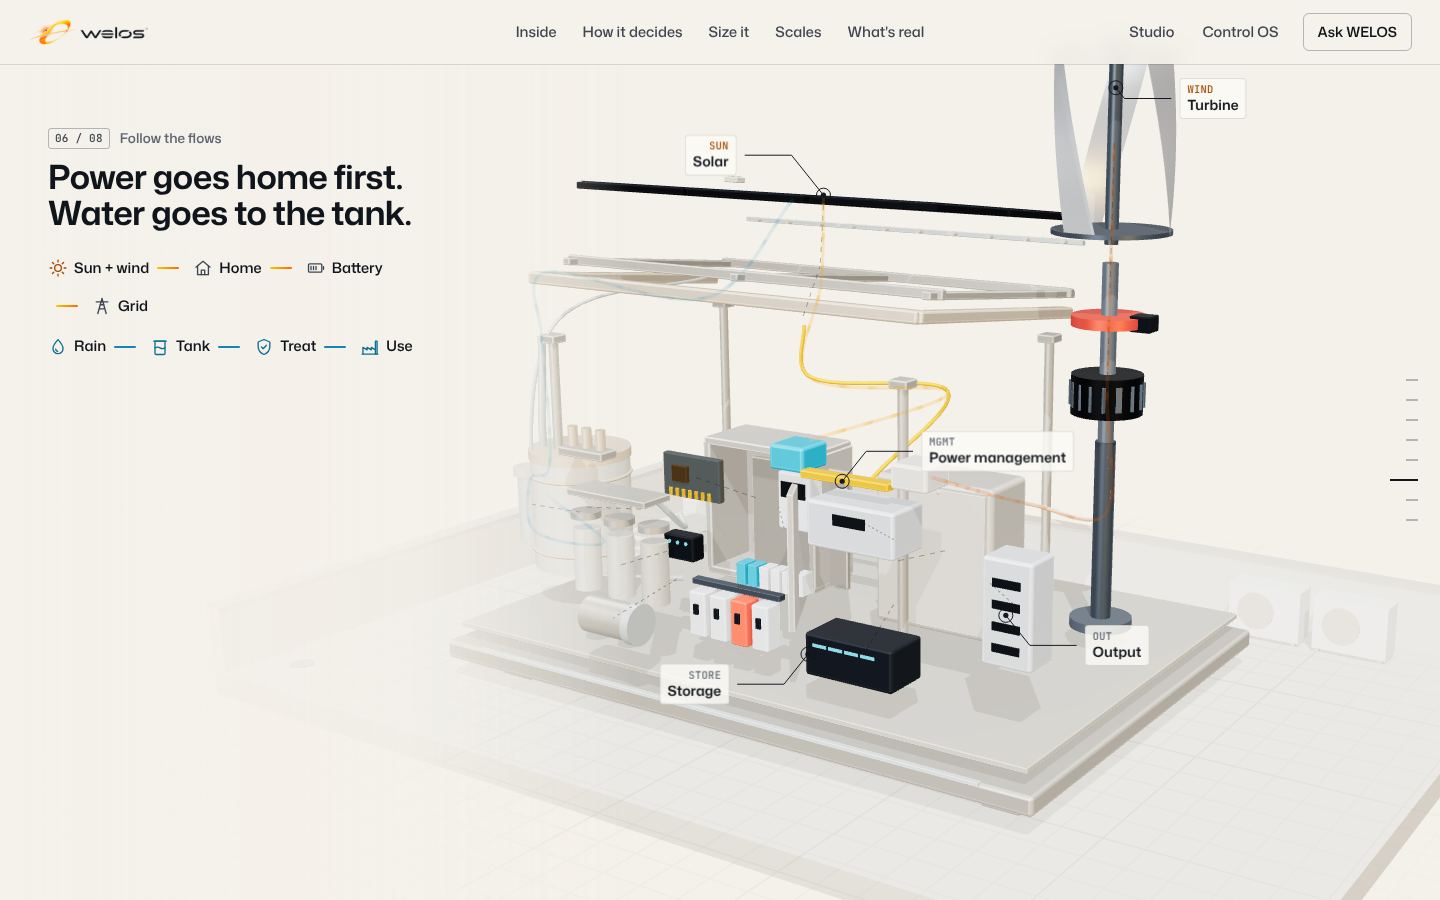 welos
Inside
How it decides
Size it
Scales
What's real
Studio
Control OS
Ask WELOS
06 / 08
Follow the flows
Power goes home first.
Water goes to the tank.
Sun + wind
Home
Battery
Grid
Rain
Tank
Treat
Use
WIND
Turbine
SUN
Solar
MGMT
Power management
OUT
Output
STORE
Storage